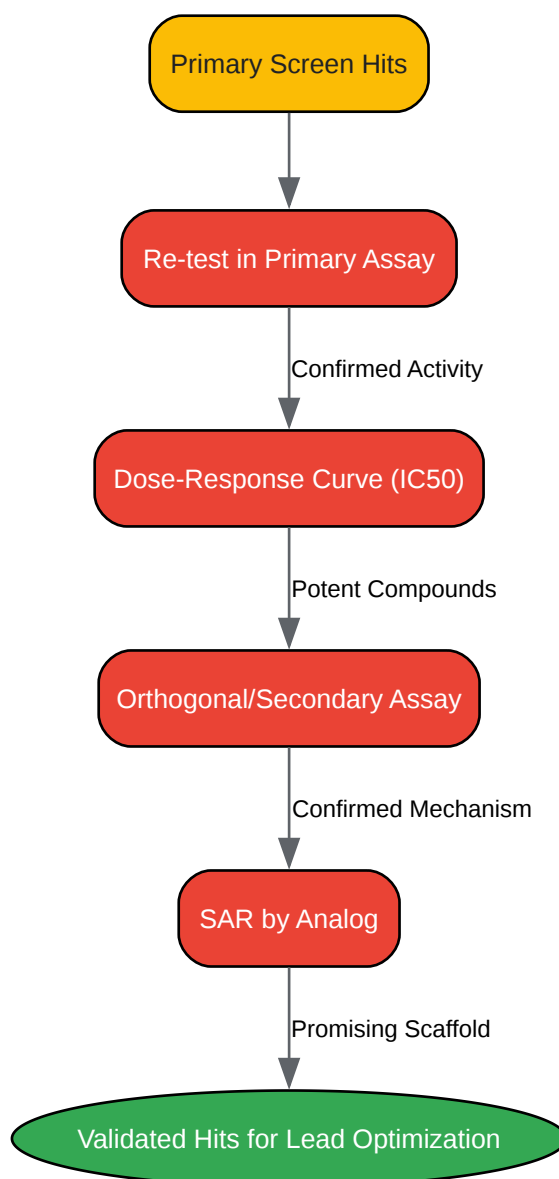 Primary Screen Hits
Re-test in Primary Assay
Confirmed Activity
Dose-Response Curve (IC50)
Potent Compounds
Orthogonal/Secondary Assay
Confirmed Mechanism
SAR by Analog
Promising Scaffold
Validated Hits for Lead Optimization